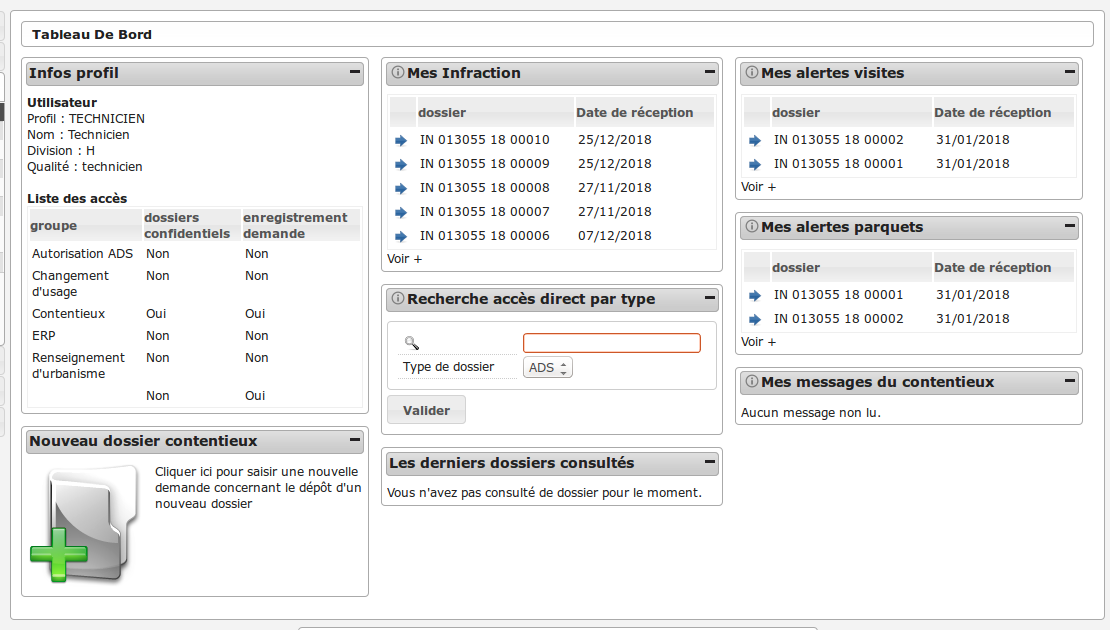 Tableau De Bord
Infos profil
Utilisateur
Profil : TECHNICIEN
Nom : Technicien
Division : H
Qualité : technicien
Liste des accès
groupe dossiers confidentiels enregistrement demande
Autorisation ADS Non Non
Changement d'usage Non Non
Contentieux Oui Oui
ERP Non Non
Renseignement d'urbanisme Non Non
Non Oui
Nouveau dossier contentieux
Cliquer ici pour saisir une nouvelle
demande concernant le dépôt d'un
nouveau dossier
Mes Infraction
dossier Date de réception
IN 013055 18 00010 25/12/2018
IN 013055 18 00009 25/12/2018
IN 013055 18 00008 27/11/2018
IN 013055 18 00007 27/11/2018
IN 013055 18 00006 07/12/2018
Voir +
Recherche accès direct par type
Type de dossier ADS
Valider
Les derniers dossiers consultés
Vous n'avez pas consulté de dossier pour le moment.
Mes alertes visites
dossier Date de réception
IN 013055 18 00002 31/01/2018
IN 013055 18 00001 31/01/2018
Voir +
Mes alertes parquets
dossier Date de réception
IN 013055 18 00001 31/01/2018
IN 013055 18 00002 31/01/2018
Voir +
Mes messages du contentieux
Aucun message non lu.